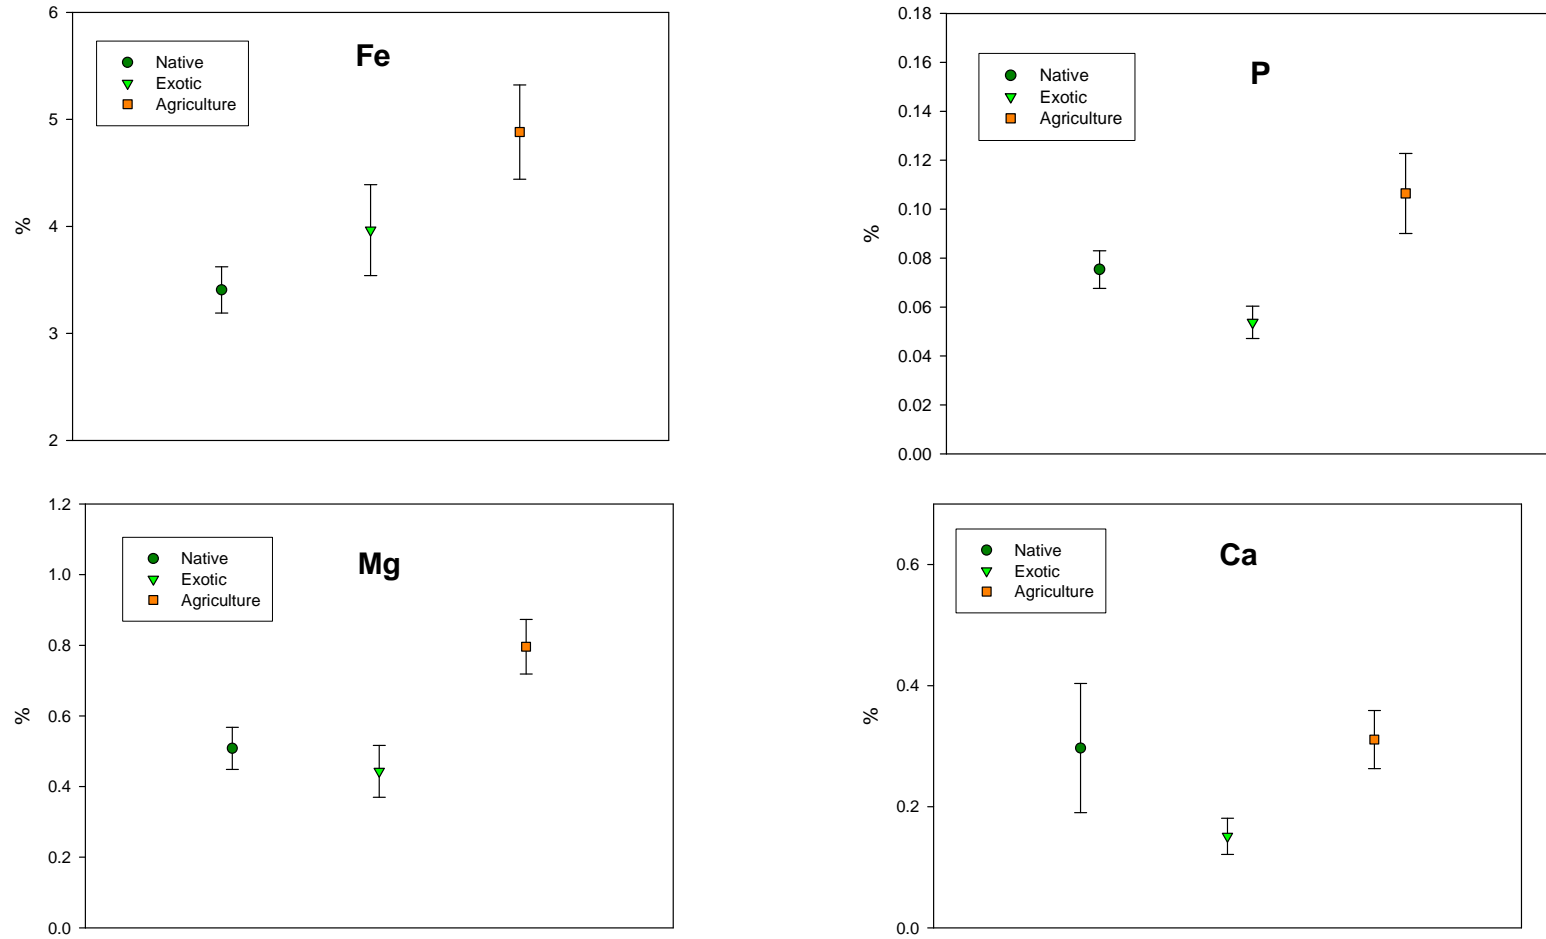 Fe
Native
Exotic
Agriculture
%
6
5
4
3
2
P
Native
Exotic
Agriculture
%
0.18
0.16
0.14
0.12
0.10
0.08
0.06
0.04
0.02
0.00
Mg
Native
Exotic
Agriculture
%
1.2
1.0
0.8
0.6
0.4
0.2
0.0
Ca
Native
Exotic
Agriculture
%
0.6
0.4
0.2
0.0